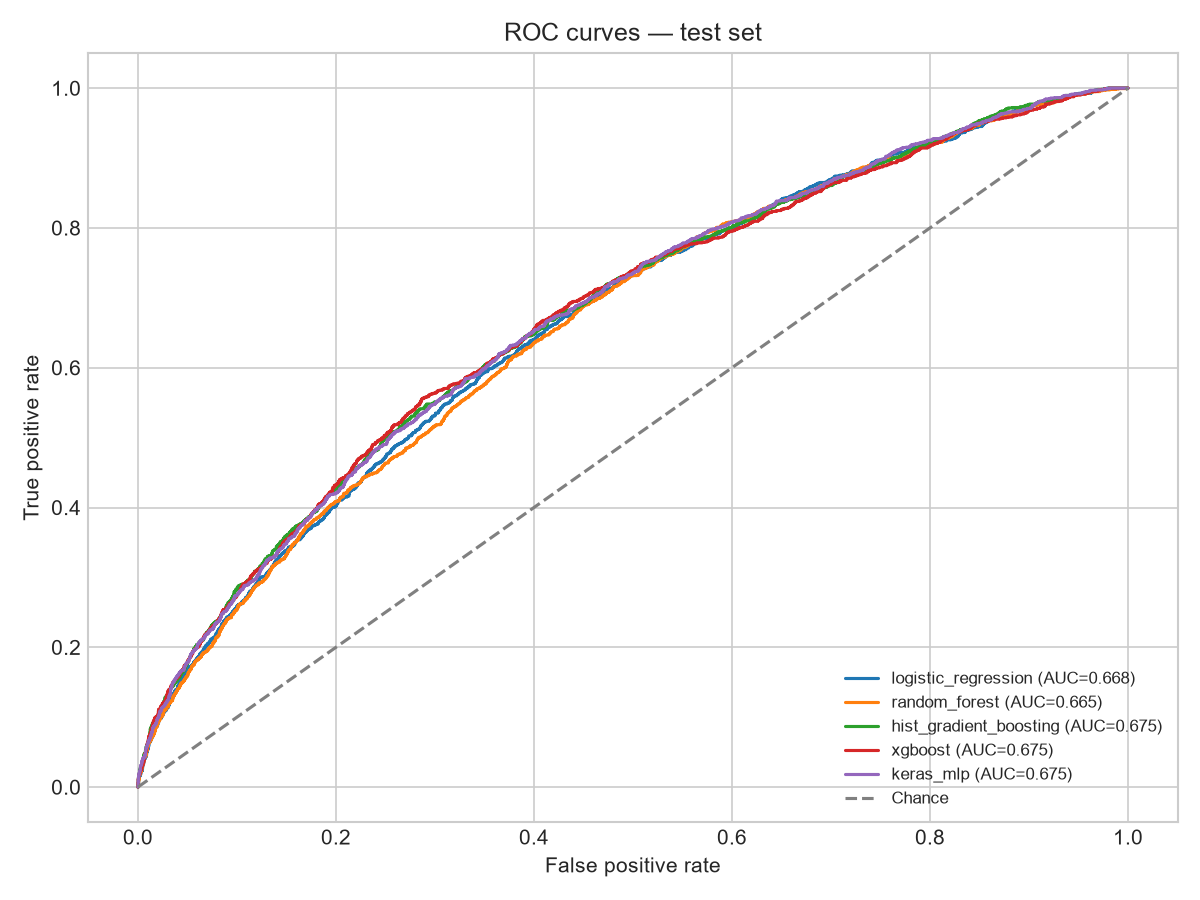 ROC curves — test set
True positive rate
1.0
0.8
0.6
0.4
0.2
0.0
logistic_regression (AUC=0.668)
random_forest (AUC=0.665)
hist_gradient_boosting (AUC=0.675)
xgboost (AUC=0.675)
keras_mlp (AUC=0.675)
Chance
0.0 0.2 0.4 0.6 0.8 1.0
False positive rate